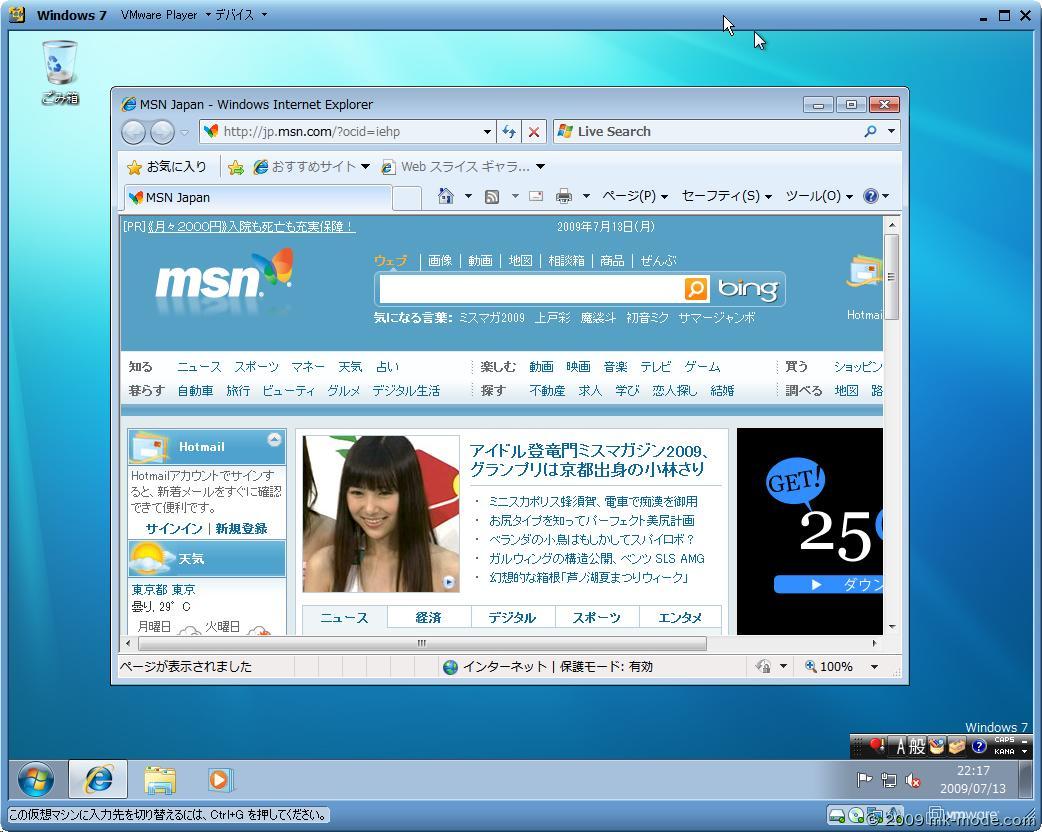 Windows 7 VMware Player デバイス
ごみ箱
MSN Japan - Windows Internet Explorer
http://jp.msn.com/?ocid=iehp Live Search
お気に入り おすすめサイト Web スライス ギャラ...
MSN Japan ページ(P) セーフティ(S) ツール(O)
[PR]《月々2000円》入院も死亡も充実保障！ 2009年7月13日(月)
msn
ウェブ | 画像 | 動画 | 地図 | 相談箱 | 商品 | ぜんぶ
bing
気になる言葉: ミスマガ2009 上戸彩 魔裟斗 初音ミク サマージャンボ
Hotmai
知る ニュース スポーツ マネー 天気 占い 楽しむ 動画 映画 音楽 テレビ ゲーム 買う ショッピン
暮らす 自動車 旅行 ビューティ グルメ デジタル生活 探す 不動産 求人 学び 恋人探し 結婚 調べる 地図 路
Hotmail
Hotmailアカウントでサインす
ると、新着メールをすぐに確認
できて便利です。
サインイン | 新規登録
天気
東京都 東京
曇り, 29° C
月曜日 火曜日
アイドル登竜門ミスマガジン2009、
グランプリは京都出身の小林さり
・ ミニスカポリス蜂須賀、電車で痴漢を御用
・ お尻タイプを知ってパーフェクト美尻計画
・ ベランダの小鳥はもしかしてスパイロボ？
・ ガルウィングの構造公開、ベンツ SLS AMG
・ 幻想的な箱根「芦ノ湖夏まつりウィーク」
ニュース 経済 デジタル スポーツ エンタメ
GET!
25
ダウン
ページが表示されました インターネット | 保護モード: 有効 100%
Windows 7
A 般 CAPS
KANA
22:17
2009/07/13
この仮想マシンに入力先を切り替えるには、Ctrl+G を押してください。
vmware
© 2009 mk-mode.com